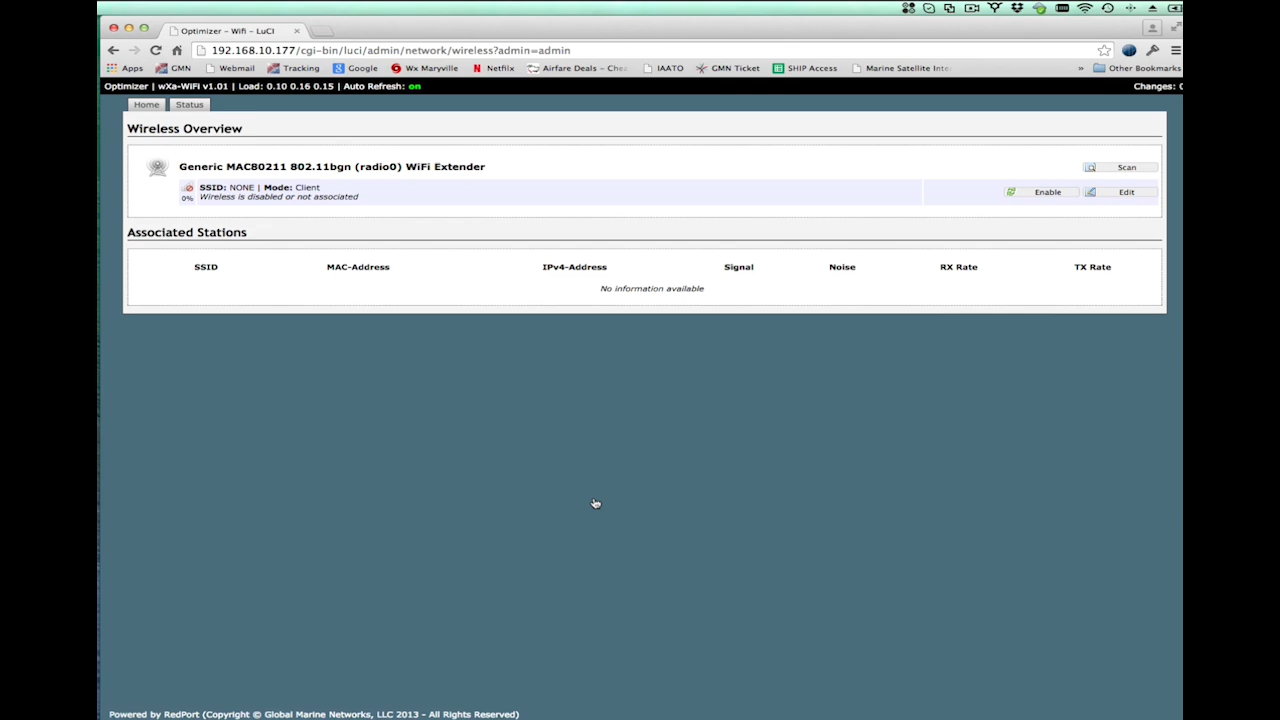 Optimizer - Wifi - LuCI
192.168.10.177/cgi-bin/luci/admin/network/wireless?admin=admin
Apps GMN Webmail Tracking Google Wx Maryville Netflix Airfare Deals - Chea IAATO GMN Ticket SHIP Access Marine Satellite Inte » Other Bookmarks
Optimizer | wXa-WiFi v1.01 | Load: 0.10 0.16 0.15 | Auto Refresh: on Changes: 0
Home Status
Wireless Overview
Generic MAC80211 802.11bgn (radio0) WiFi Extender Scan
SSID: NONE | Mode: Client
0% Wireless is disabled or not associated Enable Edit
Associated Stations
SSID MAC-Address IPv4-Address Signal Noise RX Rate TX Rate
No information available
Powered by RedPort (Copyright © Global Marine Networks, LLC 2013 - All Rights Reserved)